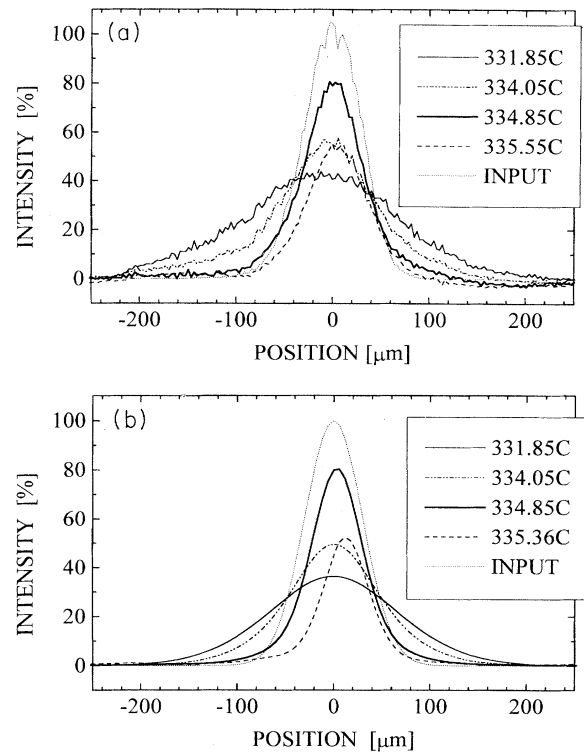 (a)
INTENSITY [%]
100
80
60
40
20
0
331.85C
334.05C
334.85C
335.55C
INPUT
-200
-100
0
100
200
POSITION [μm]
(b)
INTENSITY [%]
100
80
60
40
20
0
331.85C
334.05C
334.85C
335.36C
INPUT
-200
-100
0
100
200
POSITION [μm]